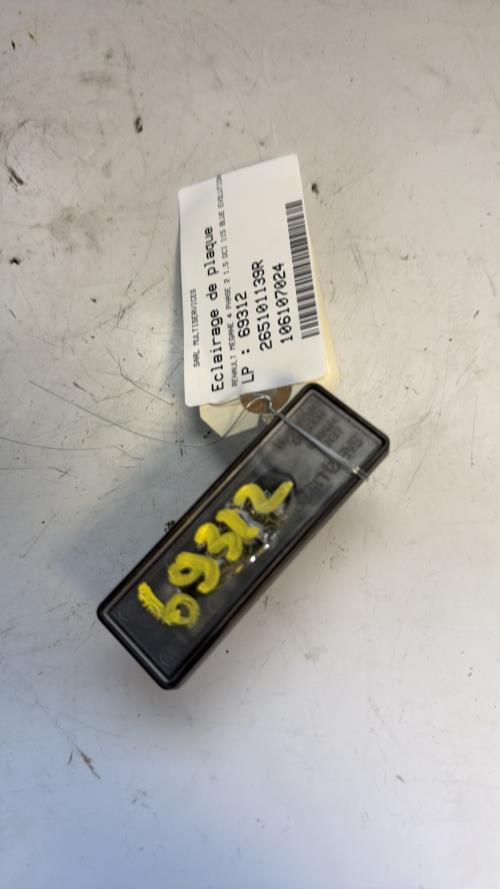 SARL MULTISERVICES
Eclairage de plaque
RENAULT MEGANE 4 PHASE 2 1.5 DCI 115 BLUE EVOLUTION
LP : 69312
265101139R
106107024
69312